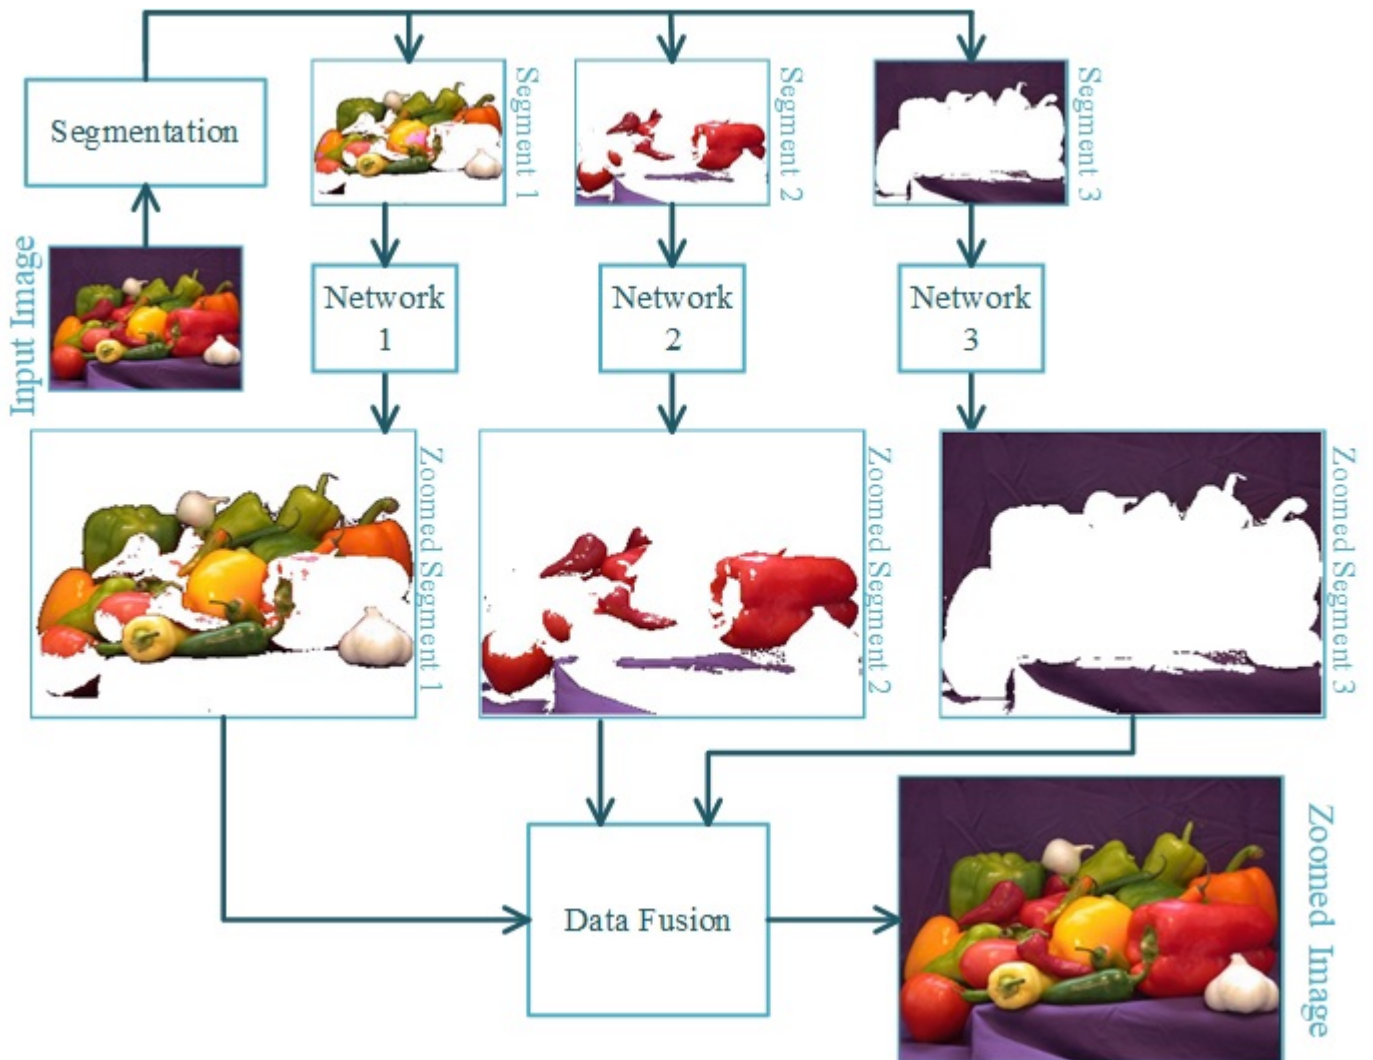 Segmentation
Segment 1
Segment 2
Segment 3
Input Image
Network
1
Network
2
Network
3
Zoomed Segment 1
Zoomed Segment 2
Zoomed Segment 3
Data Fusion
Zoomed Image